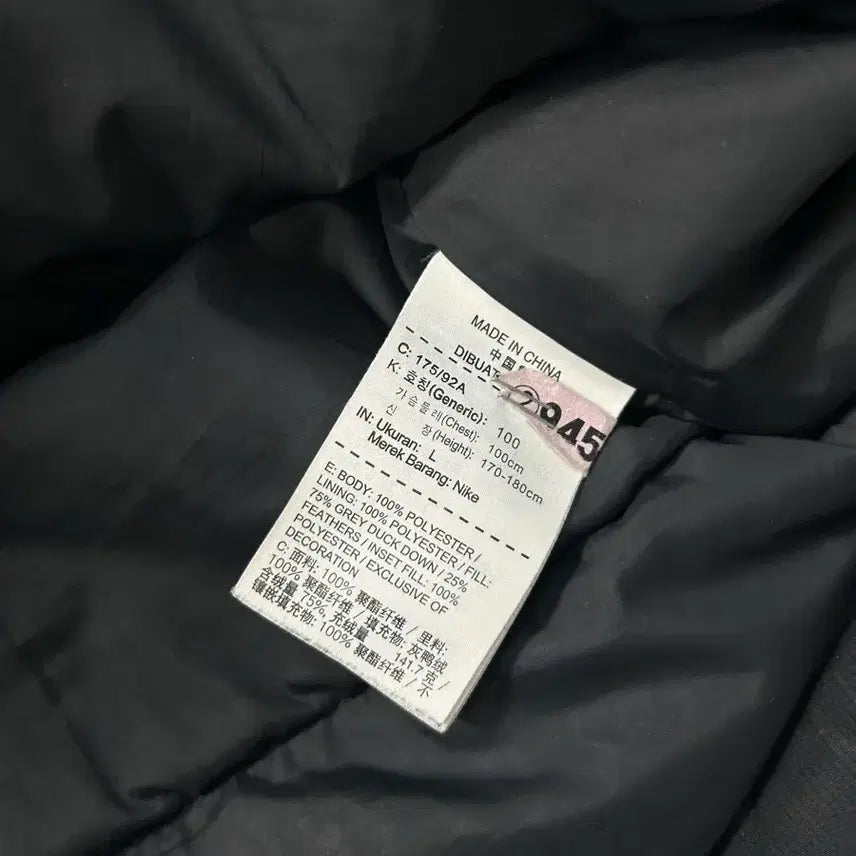 MADE IN CHINA
中国
DIBUAT
C: 175/92A
2945
K: 호칭(Generic): 100
가슴둘레(Chest): 100cm
신 장(Height): 170-180cm
IN: Ukuran: L
Merek Barang: Nike
E: BODY: 100% POLYESTER /
LINING: 100% POLYESTER / FILL:
75% GREY DUCK DOWN / 25%
FEATHERS / INSET FILL: 100%
POLYESTER / EXCLUSIVE OF
DECORATION
C: 面料: 100% 聚酯纤维 / 里料:
100% 聚酯纤维 / 填充物: 灰鸭绒
含绒量 75%, 充绒量 141.7 克 /
镶嵌填充物: 100% 聚酯纤维 / 不